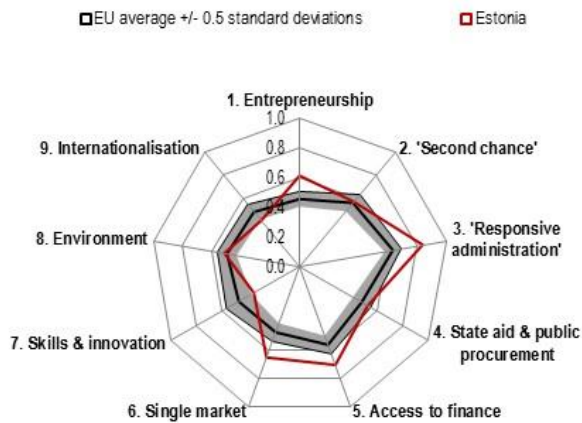 EU average +/- 0.5 standard deviations
Estonia
1. Entrepreneurship
1.0
0.8
0.6
0.4
0.2
0.0
2. 'Second chance'
3. 'Responsive
administration'
4. State aid & public
procurement
5. Access to finance
6. Single market
7. Skills & innovation
8. Environment
9. Internationalisation